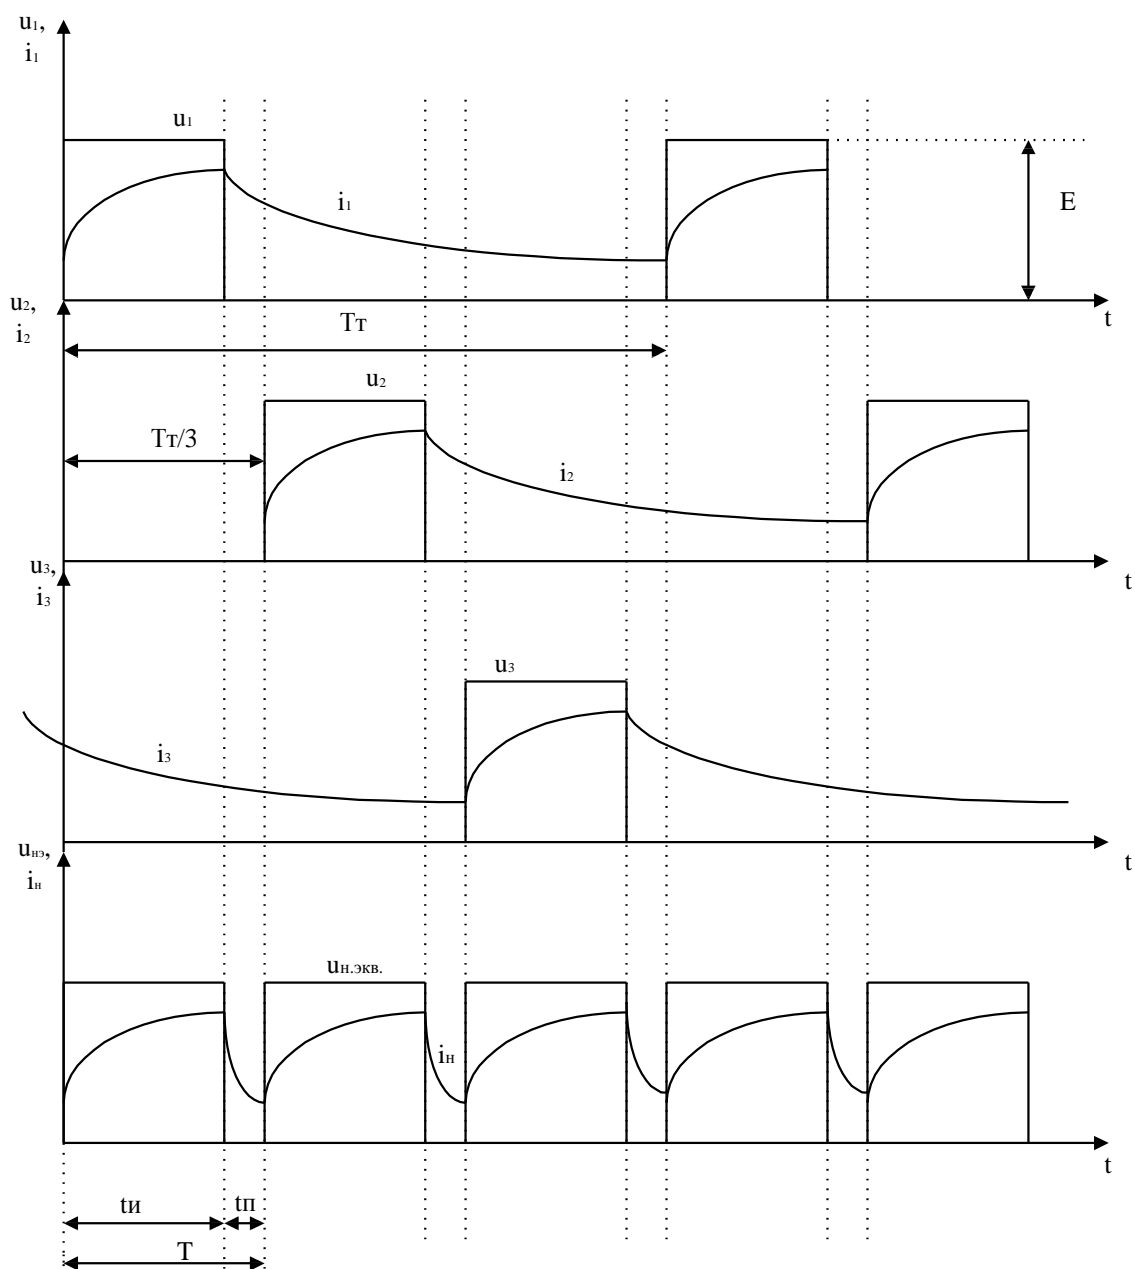 u₁,
i₁
u₁
i₁
E
t
u₂,
i₂
Tт
u₂
Tт/3
i₂
t
u₃,
i₃
u₃
i₃
t
uнэ,
iн
uн.экв.
iн
t
tи
tп
T